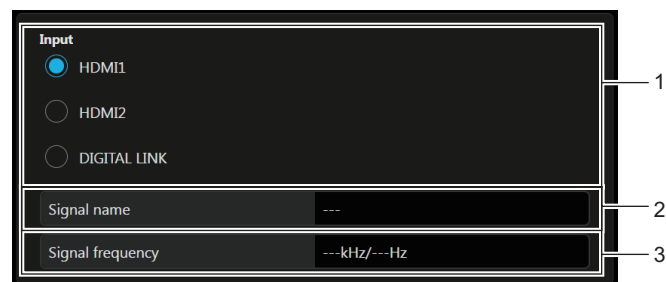 Input
HDMI1
HDMI2
DIGITAL LINK
1
Signal name ---
2
Signal frequency ---kHz/---Hz
3